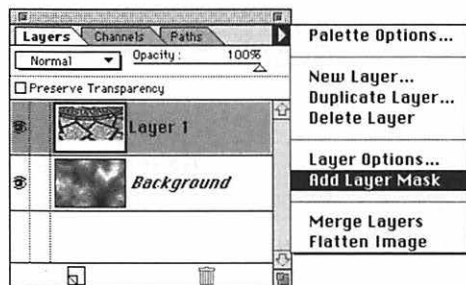 Layers Channels Paths
Normal Opacity: 100%
Preserve Transparency
Layer 1
Background
Palette Options...
New Layer...
Duplicate Layer...
Delete Layer
Layer Options...
Add Layer Mask
Merge Layers
Flatten Image